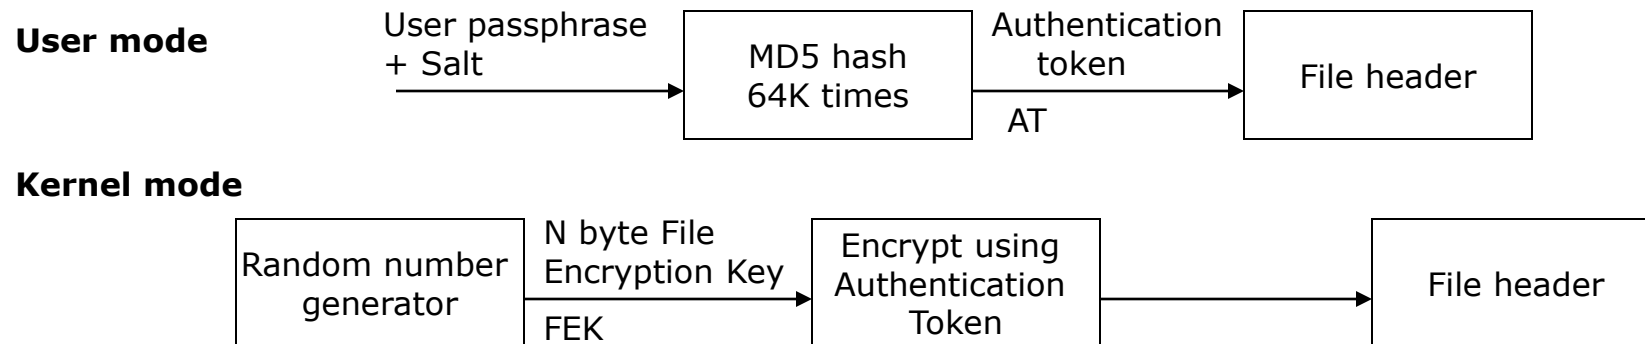 User mode
User passphrase
+ Salt
MD5 hash
64K times
Authentication
token
AT
File header
Kernel mode
Random number
generator
N byte File
Encryption Key
FEK
Encrypt using
Authentication
Token
File header